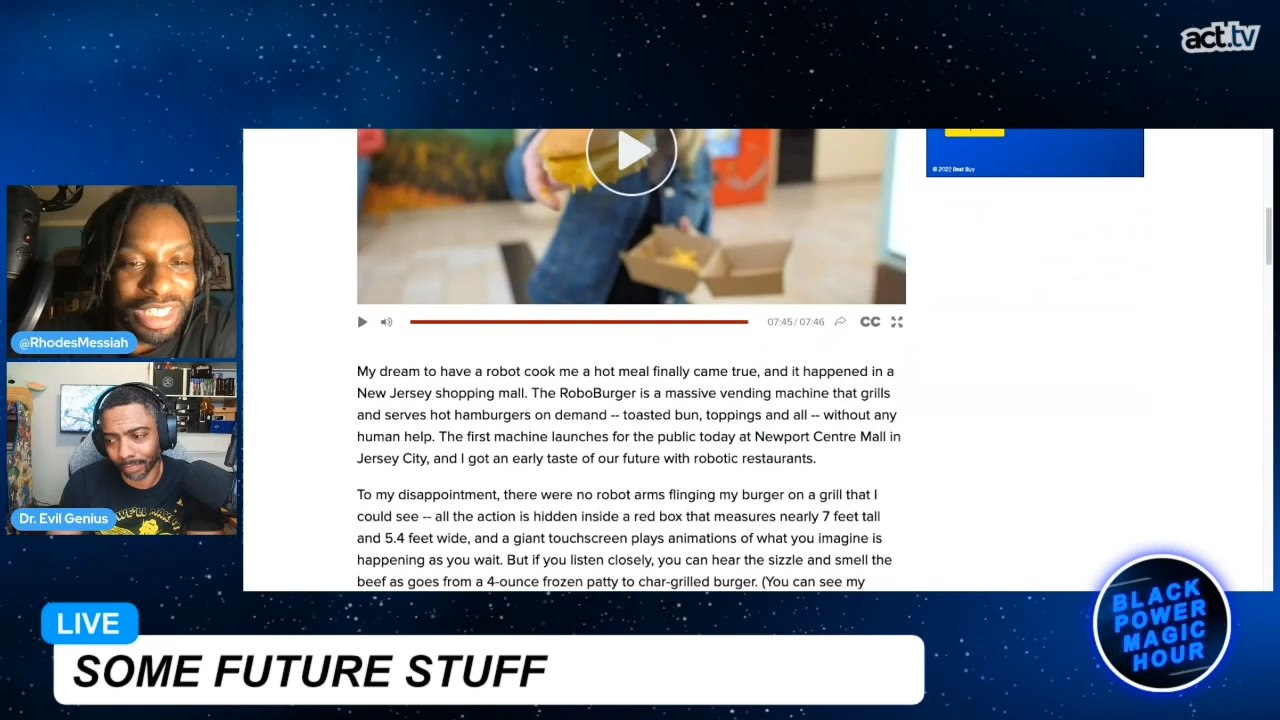 act.tv
© 2022 Best Buy
@RhodesMessiah
07:45 / 07:46
CC
My dream to have a robot cook me a hot meal finally came true, and it happened in a
New Jersey shopping mall. The RoboBurger is a massive vending machine that grills
and serves hot hamburgers on demand -- toasted bun, toppings and all -- without any
human help. The first machine launches for the public today at Newport Centre Mall in
Jersey City, and I got an early taste of our future with robotic restaurants.
To my disappointment, there were no robot arms flinging my burger on a grill that I
could see -- all the action is hidden inside a red box that measures nearly 7 feet tall
and 5.4 feet wide, and a giant touchscreen plays animations of what you imagine is
happening as you wait. But if you listen closely, you can hear the sizzle and smell the
beef as goes from a 4-ounce frozen patty to char-grilled burger. (You can see my
Dr. Evil Genius
LIVE
SOME FUTURE STUFF
BLACK
POWER
MAGIC
HOUR